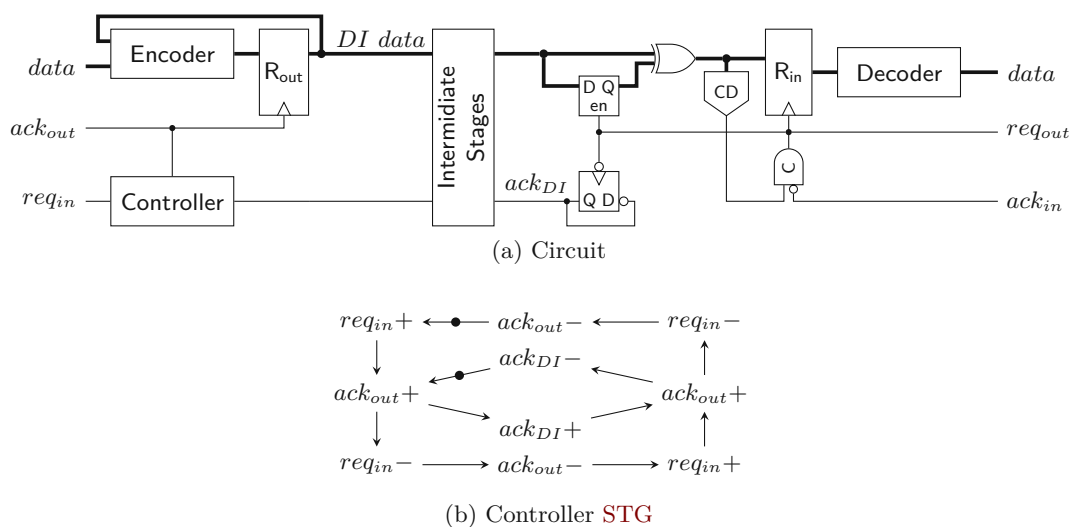 Encoder
R_out
DI data
data
ack_out
req_in
Controller
Intermidiate Stages
ack_DI
D Q
en
Q D
CD
R_in
Decoder
data
C
req_out
ack_in
(a) Circuit
req_in+ ack_out− req_in−
ack_DI−
ack_out+ ack_out+
ack_DI+
req_in− ack_out− req_in+
(b) Controller STG